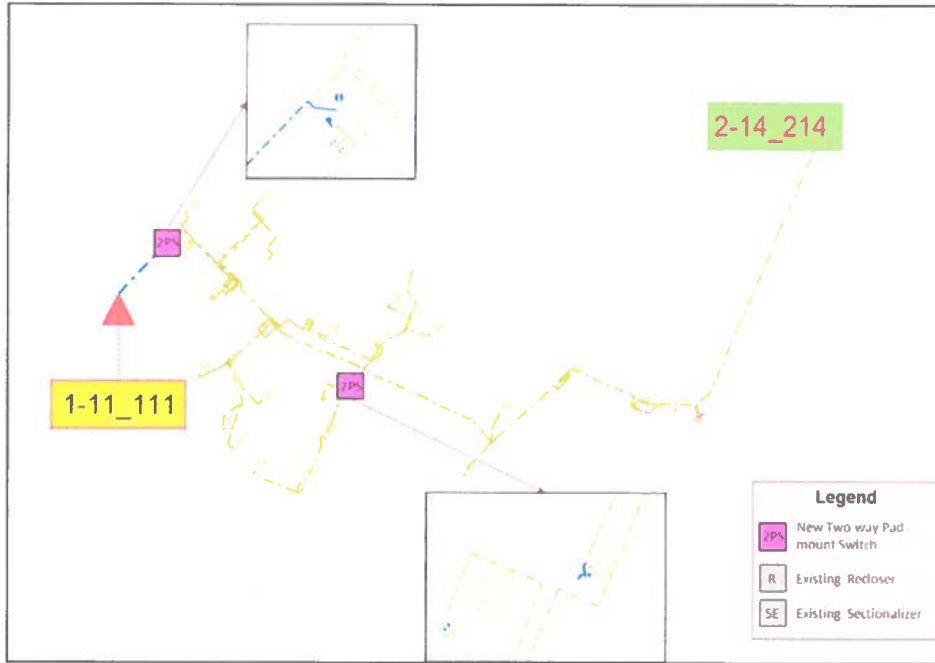 2-14_214
2PS
1-11_111
2PS
Legend
2PS
New Two way Pad-
mount Switch
R
Existing Recloser
SE
Existing Sectionalizer